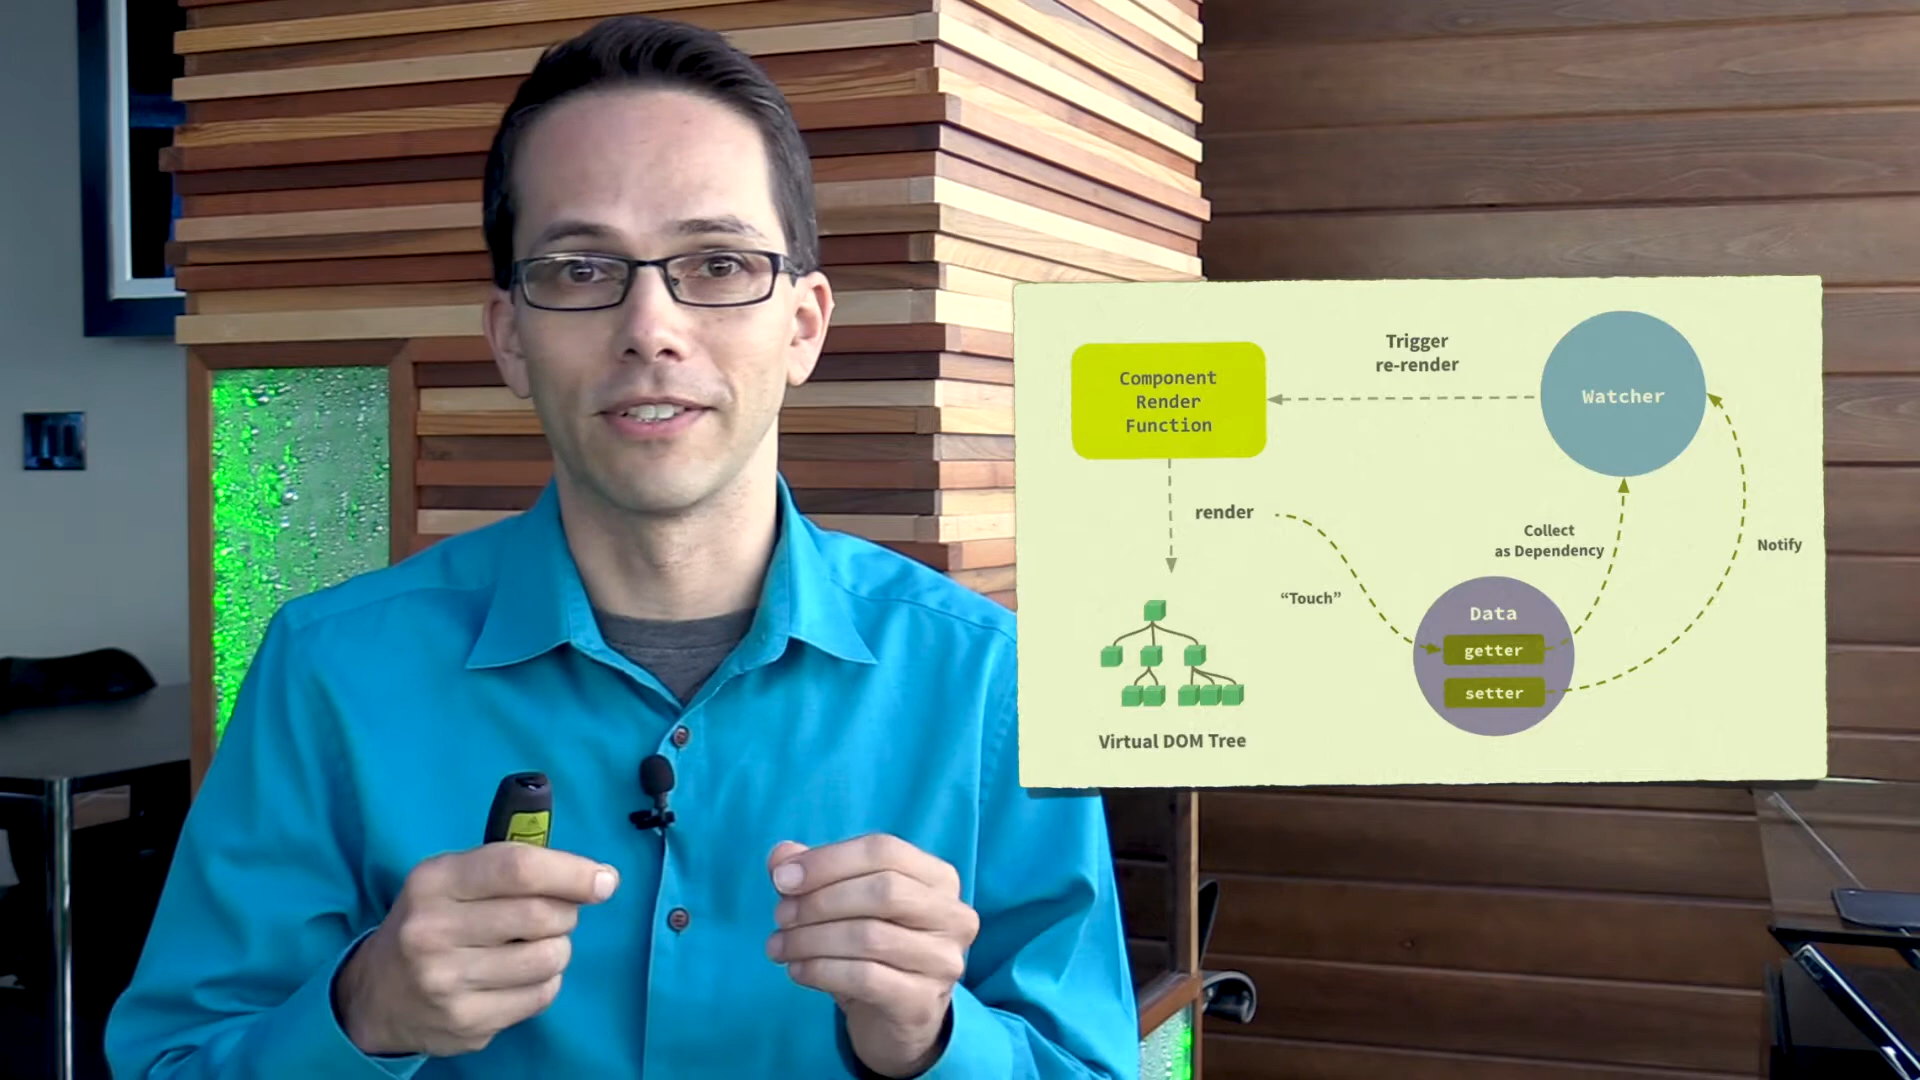 Component
Render
Function
Trigger
re-render
Watcher
render
“Touch”
Collect
as Dependency
Notify
Data
getter
setter
Virtual DOM Tree